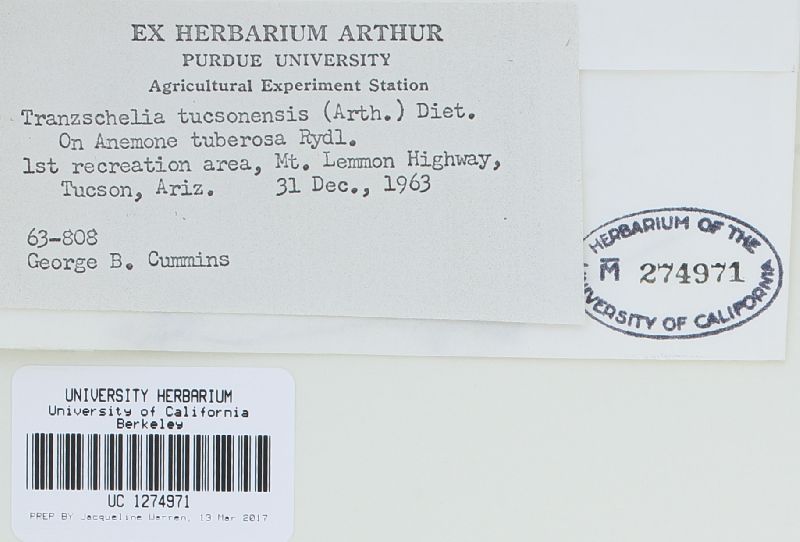 EX HERBARIUM ARTHUR
PURDUE UNIVERSITY
Agricultural Experiment Station
Tranzschelia tucsonensis (Arth.) Diet.
On Anemone tuberosa Rydl.
1st recreation area, Mt. Lemmon Highway,
Tucson, Ariz. 31 Dec., 1963
63-808
George B. Cummins
HERBARIUM OF THE
M 274971
UNIVERSITY OF CALIFORNIA
UNIVERSITY HERBARIUM
University of California
Berkeley
UC 1274971
PREP BY Jacqueline Warren, 13 Mar 2017